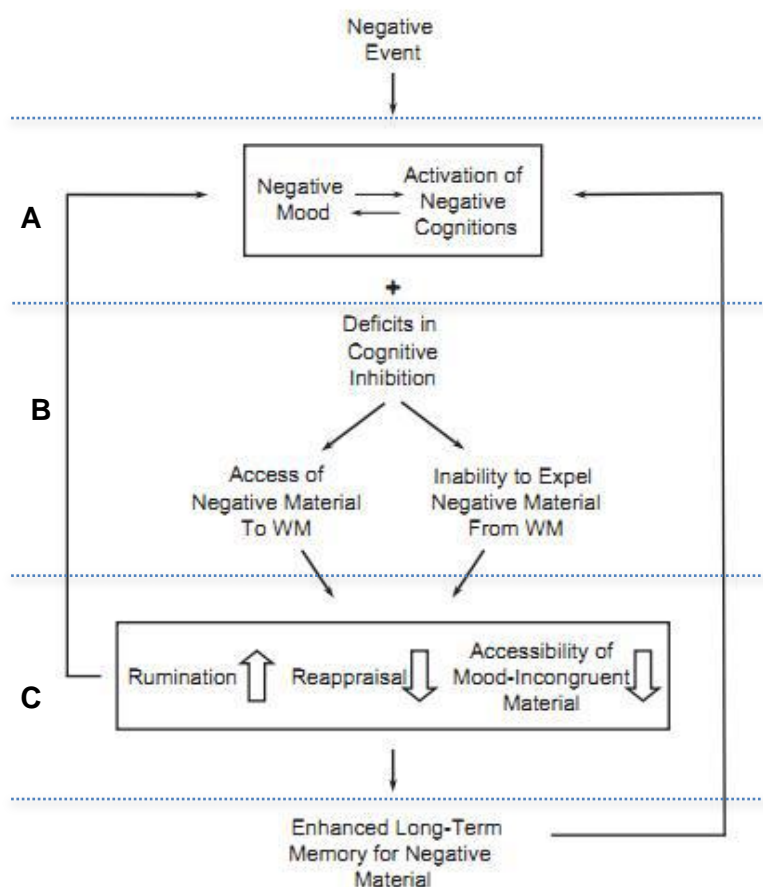 Negative
Event
A
Negative
Mood
Activation of
Negative
Cognitions
+
Deficits in
Cognitive
Inhibition
B
Access of
Negative Material
To WM
Inability to Expel
Negative Material
From WM
C
Rumination
Reappraisal
Accessibility of
Mood-Incongruent
Material
Enhanced Long-Term
Memory for Negative
Material